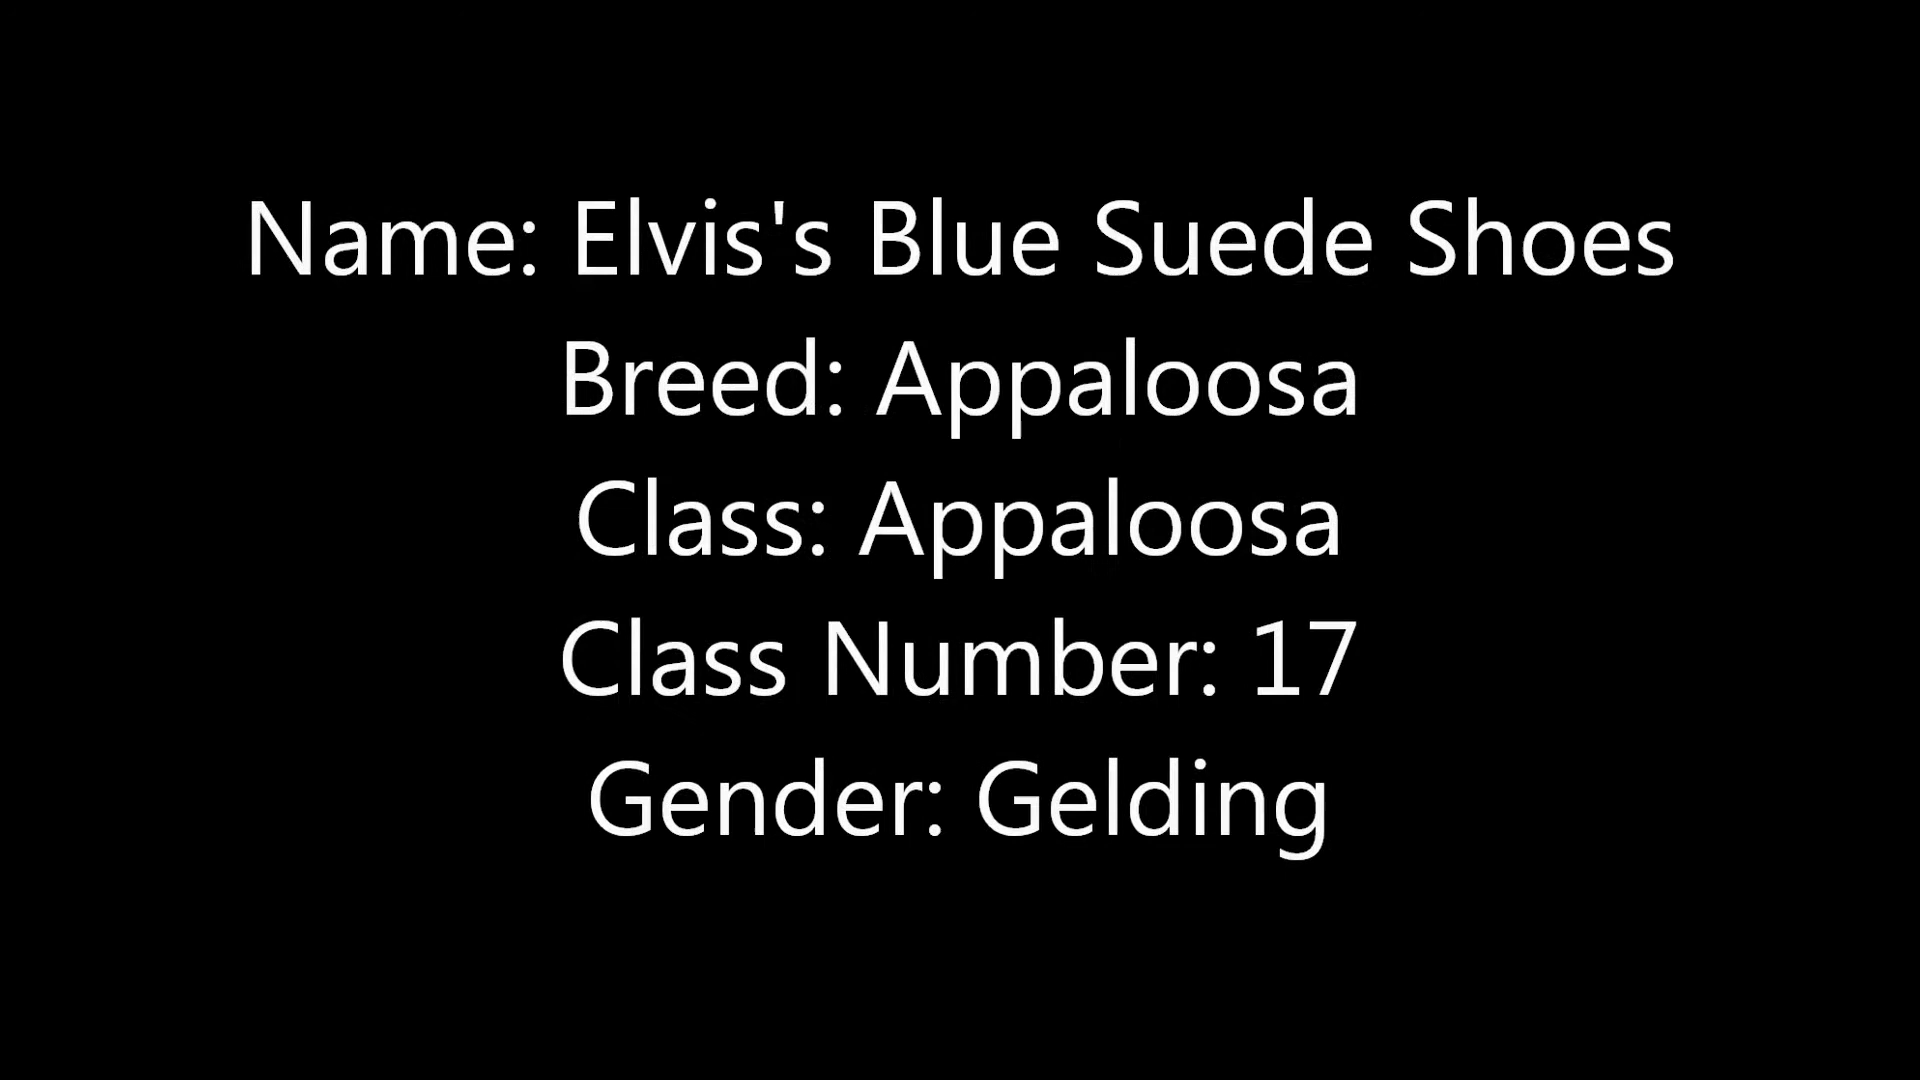 Name: Elvis's Blue Suede Shoes
Breed: Appaloosa
Class: Appaloosa
Class Number: 17
Gender: Gelding